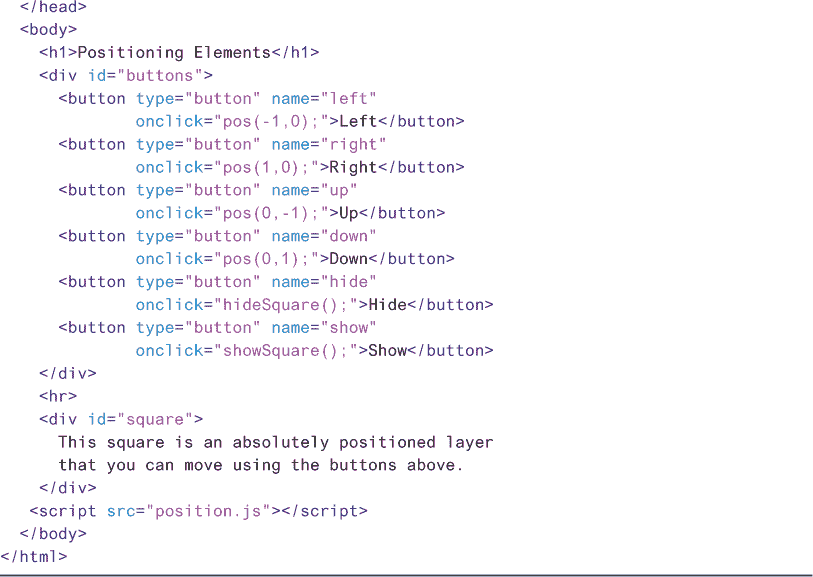 </head>
  <body>
    <h1>Positioning Elements</h1>
    <div id="buttons">
      <button type="button" name="left"
              onclick="pos(-1,0);">Left</button>
      <button type="button" name="right"
              onclick="pos(1,0);">Right</button>
      <button type="button" name="up"
              onclick="pos(0,-1);">Up</button>
      <button type="button" name="down"
              onclick="pos(0,1);">Down</button>
      <button type="button" name="hide"
              onclick="hideSquare();">Hide</button>
      <button type="button" name="show"
              onclick="showSquare();">Show</button>
    </div>
    <hr>
    <div id="square">
      This square is an absolutely positioned layer
      that you can move using the buttons above.
    </div>
   <script src="position.js"></script>
  </body>
</html>